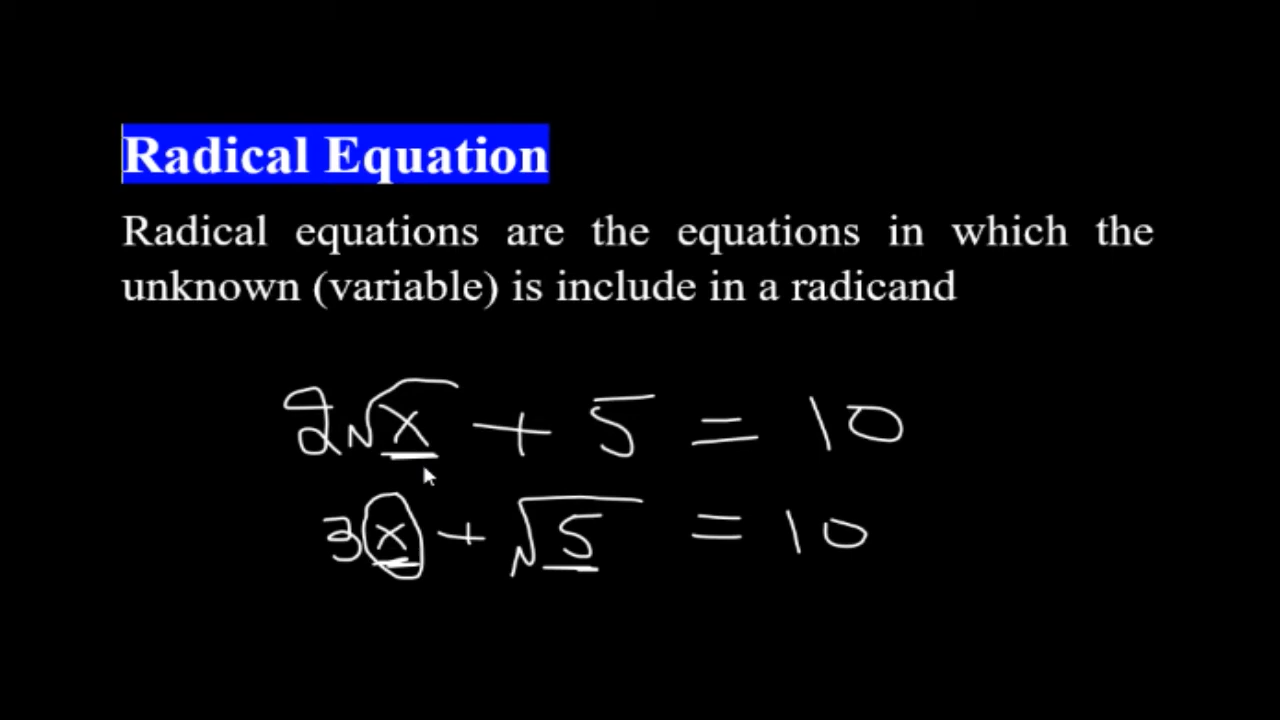 Radical Equation
Radical equations are the equations in which the
unknown (variable) is include in a radicand
2√x + 5 = 10
3x + √5 = 10